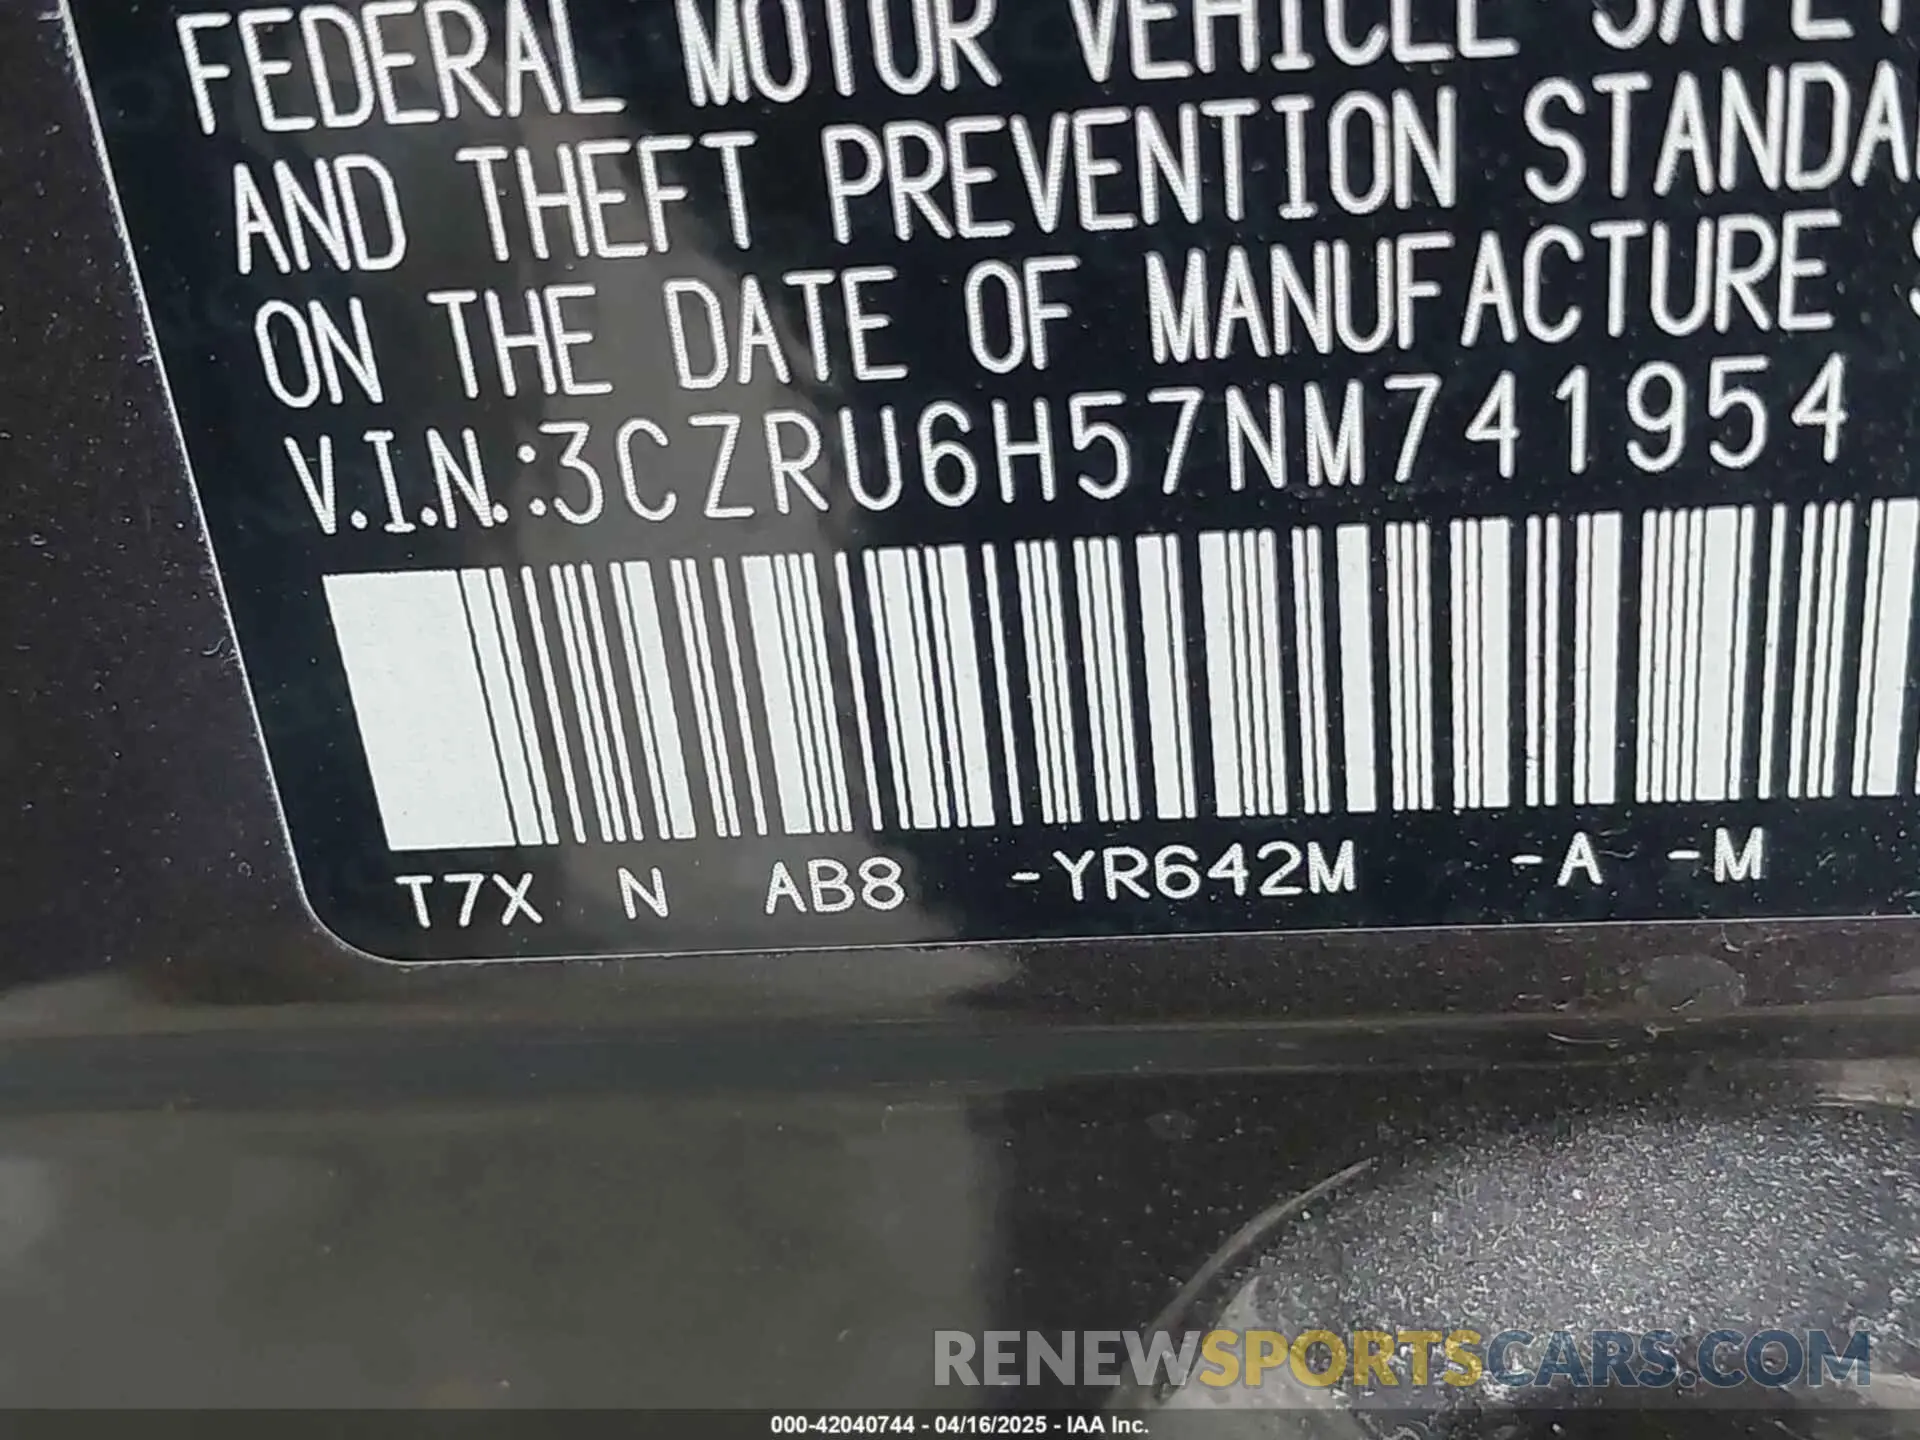 FEDERAL MOTOR VEHICLE SAFET
AND THEFT PREVENTION STANDA
ON THE DATE OF MANUFACTURE S
V.I.N.:3CZRU6H57NM741954
T7X N AB8 -YR642M -A -M
RENEWSPORTSCARS.COM
000-42040744 - 04/16/2025 - IAA Inc.